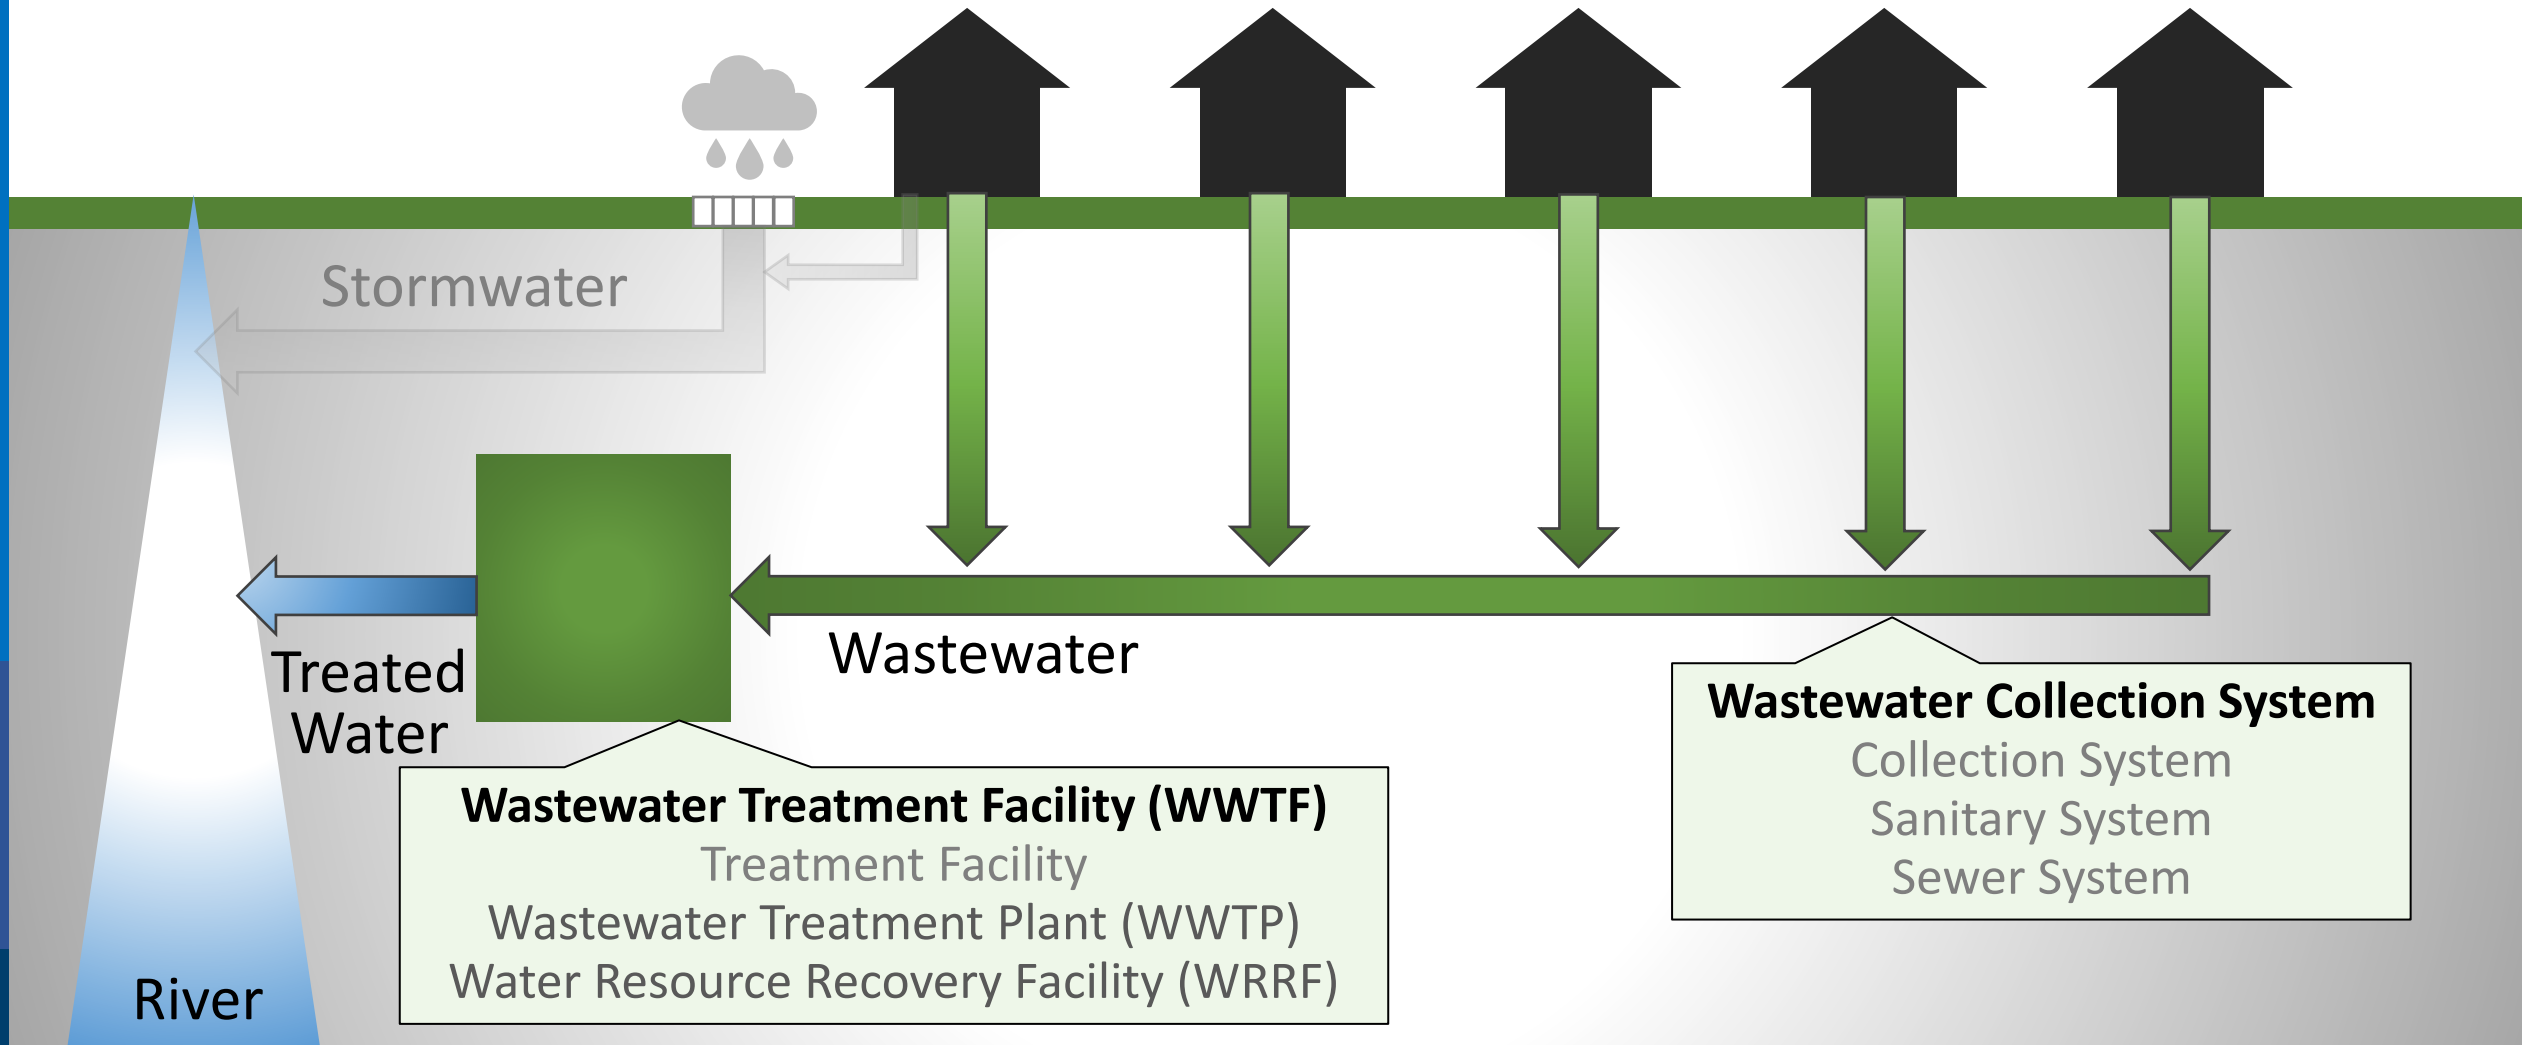 Stormwater
Wastewater
Treated
Water
Wastewater Collection System
Collection System
Sanitary System
Sewer System
Wastewater Treatment Facility (WWTF)
Treatment Facility
Wastewater Treatment Plant (WWTP)
Water Resource Recovery Facility (WRRF)
River